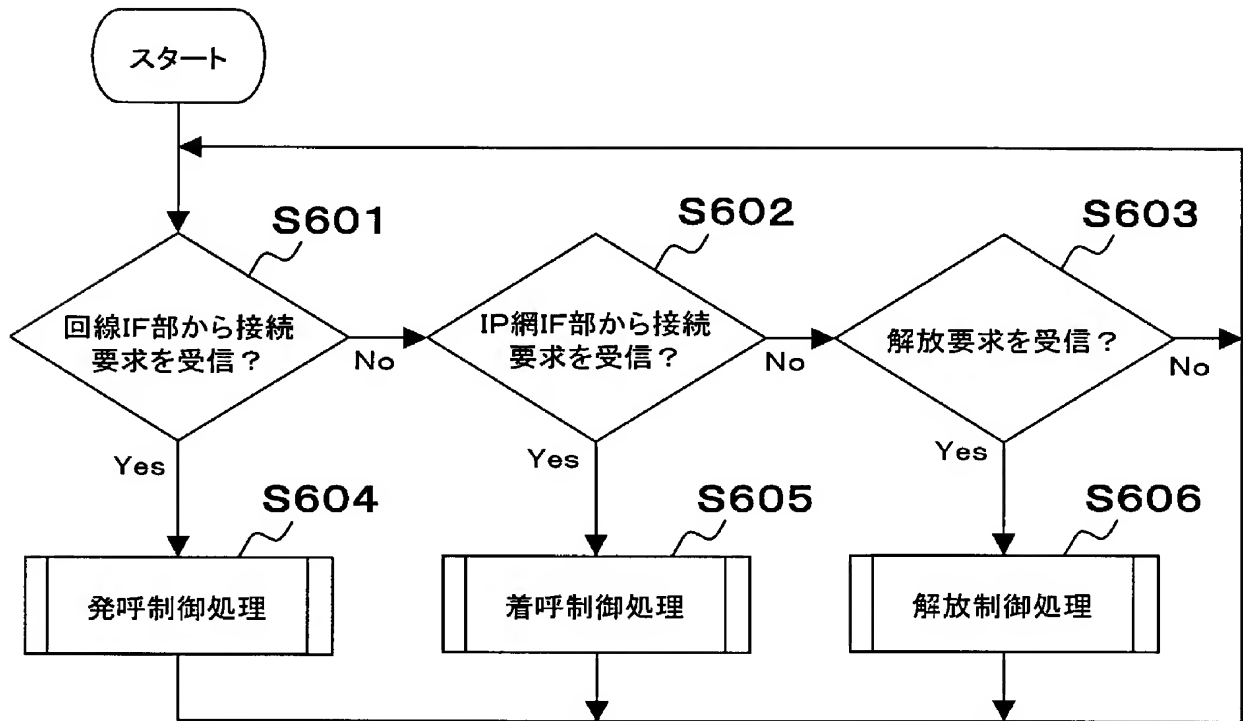 スタート
S601
回線IF部から接続
要求を受信？
No
Yes
S602
IP網IF部から接続
要求を受信？
No
Yes
S603
解放要求を受信？
No
Yes
S604
発呼制御処理
S605
着呼制御処理
S606
解放制御処理